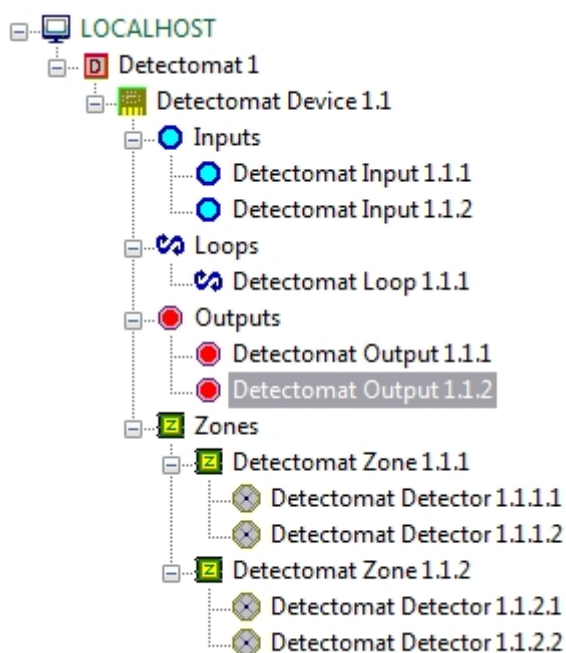 LOCALHOST
Detectomat 1
Detectomat Device 1.1
Inputs
Detectomat Input 1.1.1
Detectomat Input 1.1.2
Loops
Detectomat Loop 1.1.1
Outputs
Detectomat Output 1.1.1
Detectomat Output 1.1.2
Zones
Detectomat Zone 1.1.1
Detectomat Detector 1.1.1.1
Detectomat Detector 1.1.1.2
Detectomat Zone 1.1.2
Detectomat Detector 1.1.2.1
Detectomat Detector 1.1.2.2